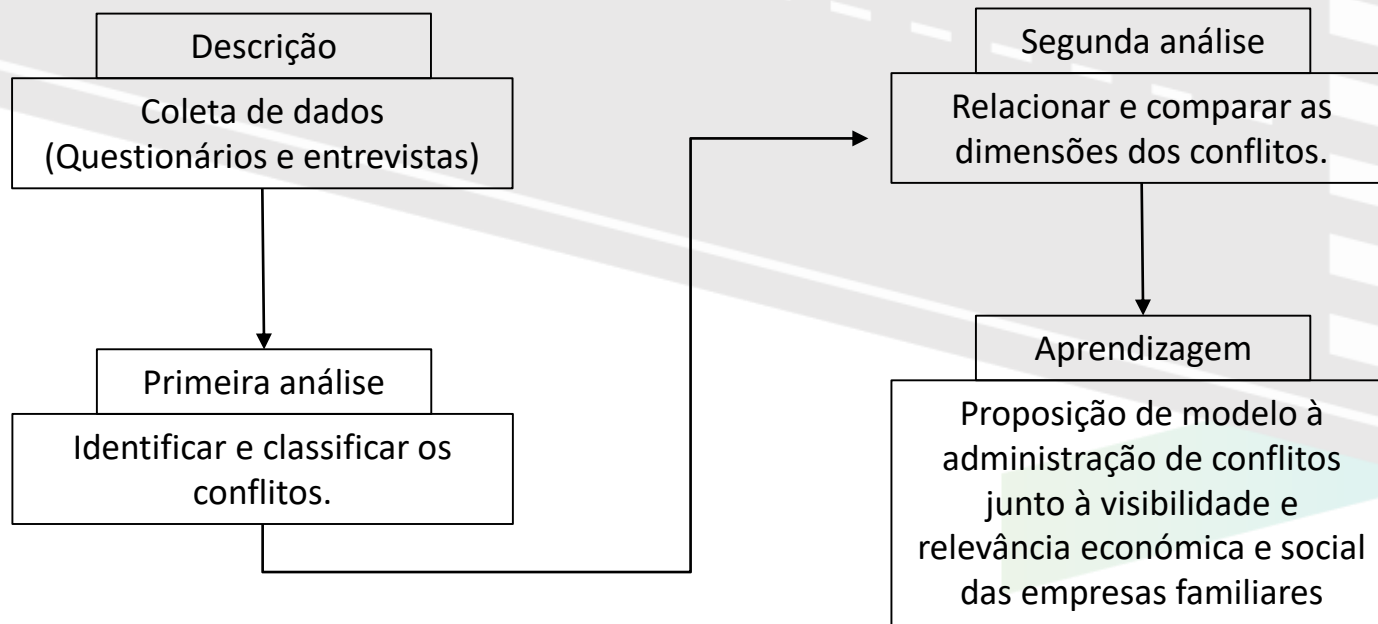 Descrição
Coleta de dados
(Questionários e entrevistas)
Primeira análise
Identificar e classificar os
conflitos.
Segunda análise
Relacionar e comparar as
dimensões dos conflitos.
Aprendizagem
Proposição de modelo à
administração de conflitos
junto à visibilidade e
relevância económica e social
das empresas familiares